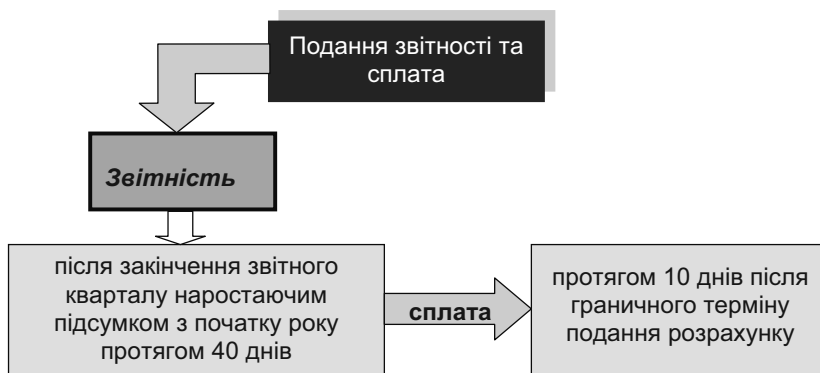 Подання звітності та
сплата
Звітність
після закінчення звітного
кварталу наростаючим
підсумком з початку року
протягом 40 днів
сплата
протягом 10 днів після
граничного терміну
подання розрахунку